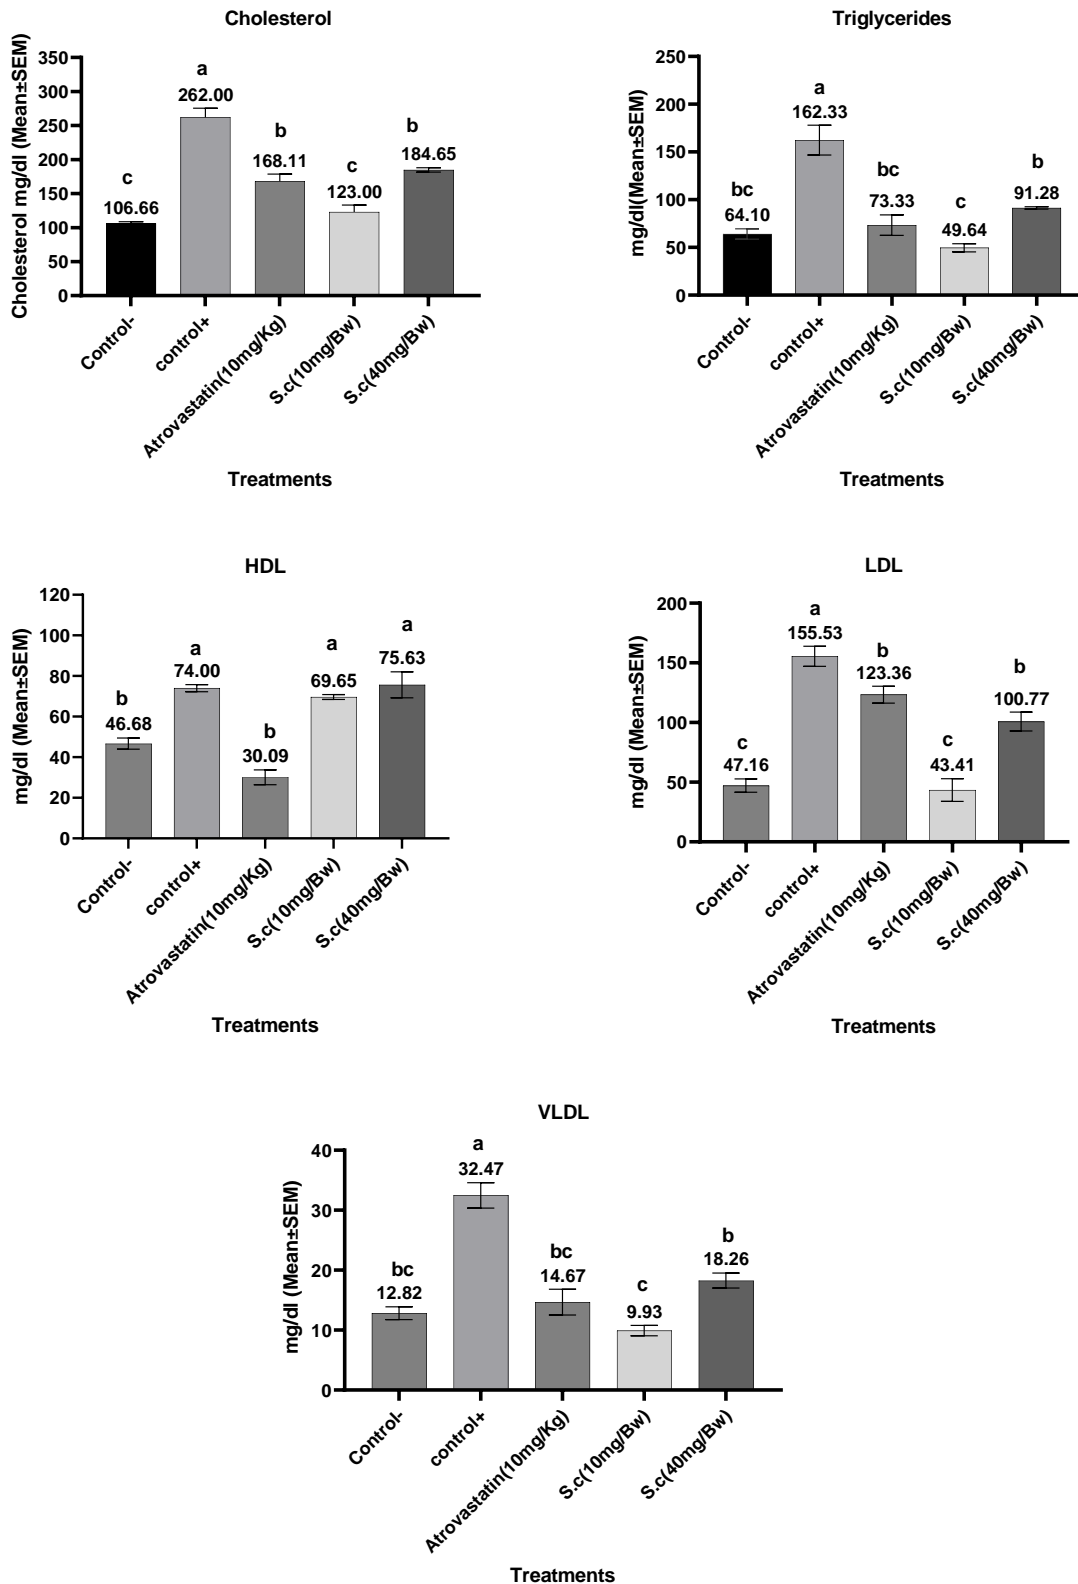 Cholesterol
Cholesterol mg/dl (Mean±SEM)
350
300
250
200
150
100
50
0
c
106.66
a
262.00
b
168.11
c
123.00
b
184.65
Control-
control+
Atrovastatin(10mg/Kg)
S.c(10mg/Bw)
S.c(40mg/Bw)
Treatments
Triglycerides
mg/dl(Mean±SEM)
250
200
150
100
50
0
bc
64.10
a
162.33
bc
73.33
c
49.64
b
91.28
Control-
control+
Atrovastatin(10mg/Kg)
S.c(10mg/Bw)
S.c(40mg/Bw)
Treatments
HDL
mg/dl (Mean±SEM)
120
100
80
60
40
20
0
b
46.68
a
74.00
b
30.09
a
69.65
a
75.63
Control-
control+
Atrovastatin(10mg/Kg)
S.c(10mg/Bw)
S.c(40mg/Bw)
Treatments
LDL
mg/dl (Mean±SEM)
200
150
100
50
0
c
47.16
a
155.53
b
123.36
c
43.41
b
100.77
Control-
control+
Atrovastatin(10mg/Kg)
S.c(10mg/Bw)
S.c(40mg/Bw)
Treatments
VLDL
mg/dl (Mean±SEM)
40
30
20
10
0
bc
12.82
a
32.47
bc
14.67
c
9.93
b
18.26
Control-
control+
Atrovastatin(10mg/Kg)
S.c(10mg/Bw)
S.c(40mg/Bw)
Treatments